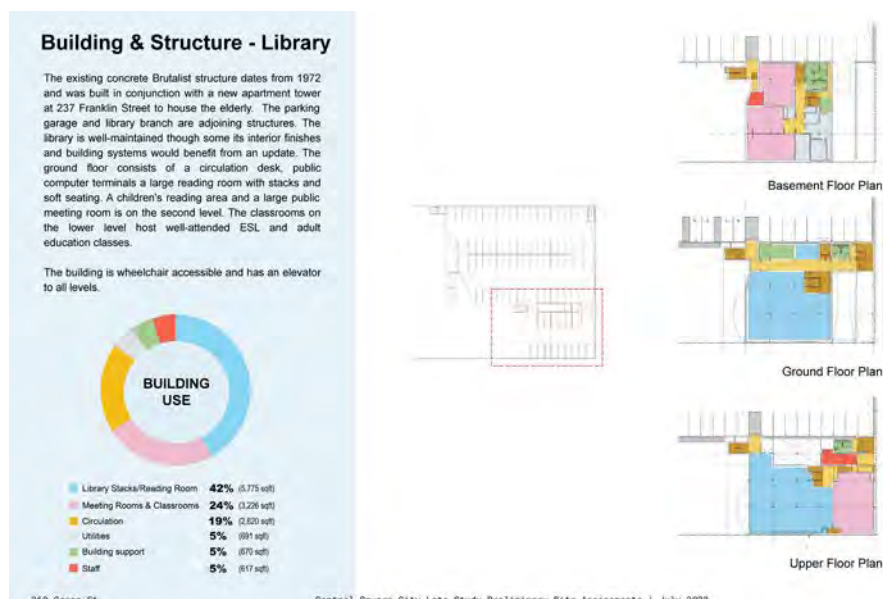 Building & Structure - Library
The existing concrete Brutalist structure dates from 1972
and was built in conjunction with a new apartment tower
at 237 Franklin Street to house the elderly. The parking
garage and library branch are adjoining structures. The
library is well-maintained though some its interior finishes
and building systems would benefit from an update. The
ground floor consists of a circulation desk, public
computer terminals a large reading room with stacks and
soft seating. A children's reading area and a large public
meeting room is on the second level. The classrooms on
the lower level host well-attended ESL and adult
education classes.
The building is wheelchair accessible and has an elevator
to all levels.
BUILDING
USE
Library Stacks/Reading Room 42% (5,775 sqft)
Meeting Rooms & Classrooms 24% (3,226 sqft)
Circulation 19% (2,620 sqft)
Utilities 5% (691 sqft)
Building support 5% (670 sqft)
Staff 5% (617 sqft)
Basement Floor Plan
Ground Floor Plan
Upper Floor Plan